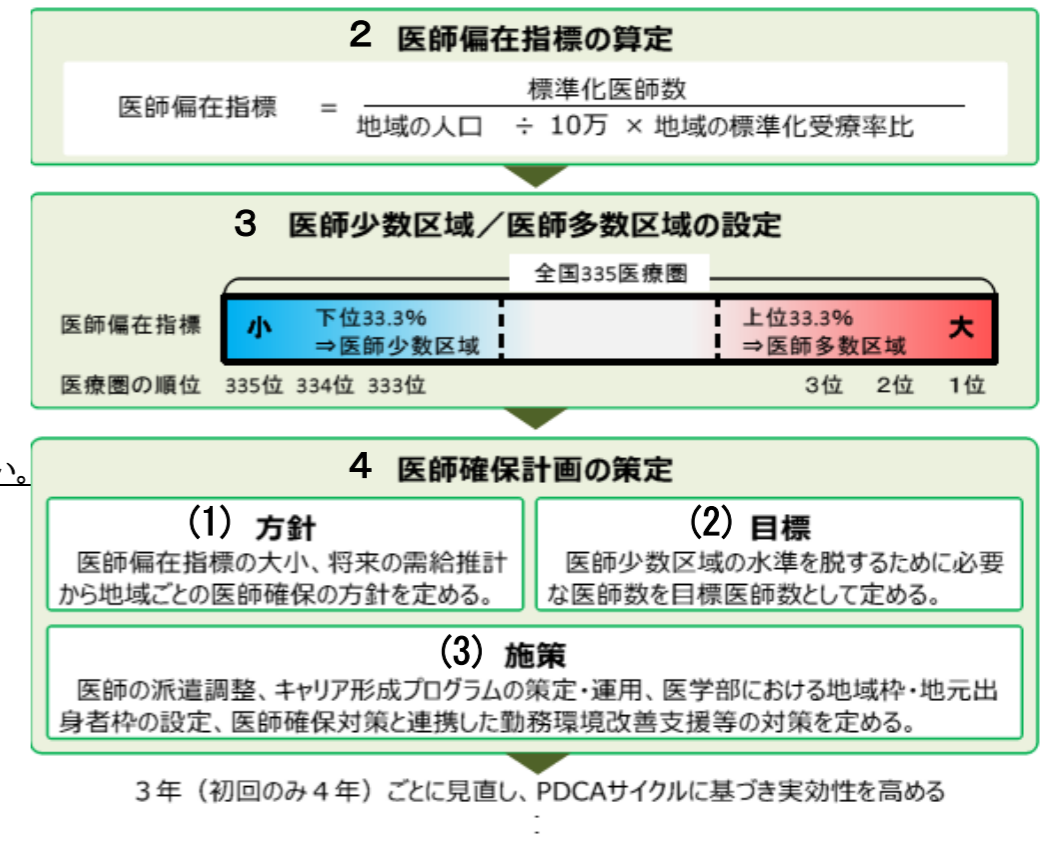 2 医師偏在指標の算定
医師偏在指標 = 標準化医師数
地域の人口 ÷ 10万 × 地域の標準化受療率比
3 医師少数区域／医師多数区域の設定
全国335医療圏
医師偏在指標 小 下位33.3% 上位33.3% 大
⇒医師少数区域 ⇒医師多数区域
医療圏の順位 335位 334位 333位 3位 2位 1位
い。
4 医師確保計画の策定
(1) 方針
医師偏在指標の大小、将来の需給推計
から地域ごとの医師確保の方針を定める。
(2) 目標
医師少数区域の水準を脱するために必要
な医師数を目標医師数として定める。
(3) 施策
医師の派遣調整、キャリア形成プログラムの策定・運用、医学部における地域枠・地元出
身者枠の設定、医師確保対策と連携した勤務環境改善支援等の対策を定める。
３年（初回のみ４年）ごとに見直し、PDCAサイクルに基づき実効性を高める